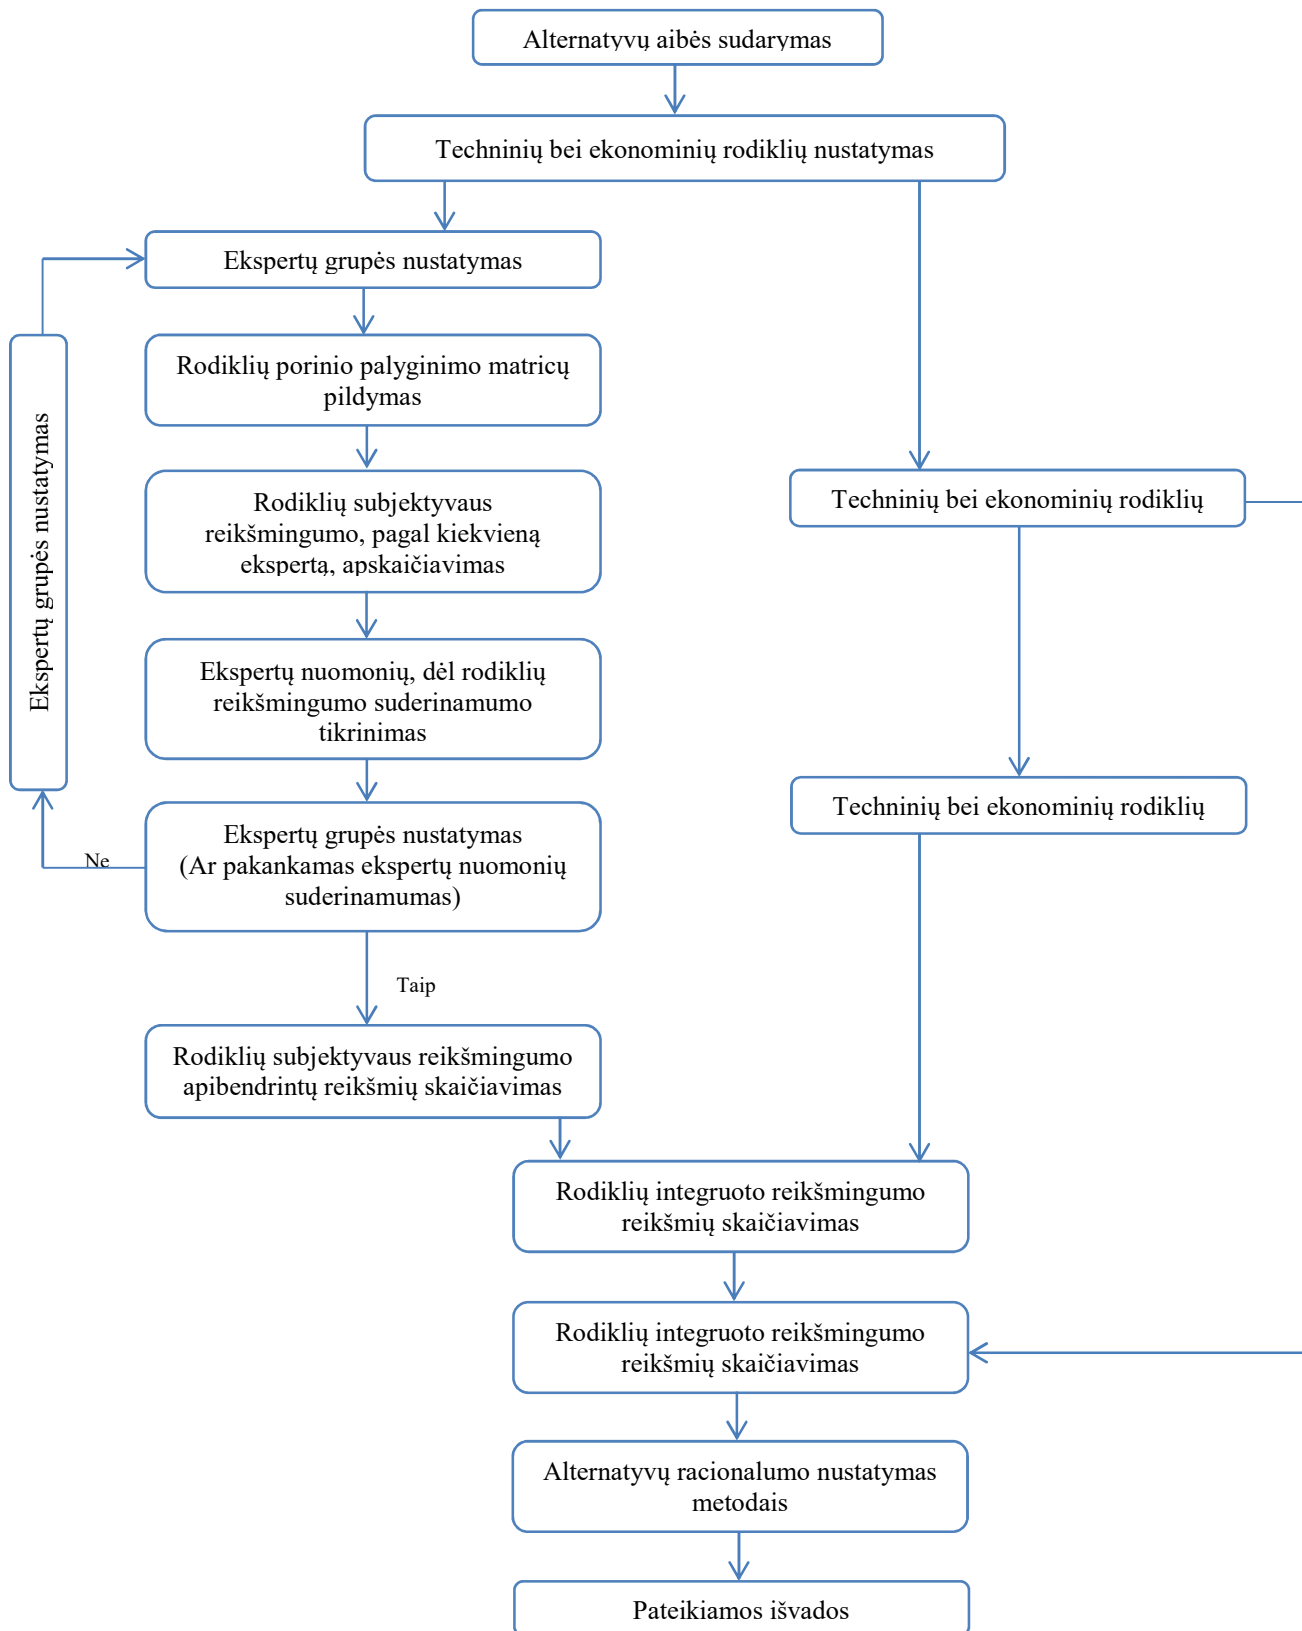 Alternatyvų aibės sudarymas
Techninių bei ekonominių rodiklių nustatymas
Ekspertų grupės nustatymas
Rodiklių porinio palyginimo matricų
pildymas
Ekspertų grupės nustatymas
Rodiklių subjektyvaus
reikšmingumo, pagal kiekvieną
ekspertą, apskaičiavimas
Techninių bei ekonominių rodiklių
Ekspertų nuomonių, dėl rodiklių
reikšmingumo suderinamumo
tikrinimas
Techninių bei ekonominių rodiklių
Ekspertų grupės nustatymas
(Ar pakankamas ekspertų nuomonių
suderinamumas)
Ne
Taip
Rodiklių subjektyvaus reikšmingumo
apibendrintų reikšmių skaičiavimas
Rodiklių integruoto reikšmingumo
reikšmių skaičiavimas
Rodiklių integruoto reikšmingumo
reikšmių skaičiavimas
Alternatyvų racionalumo nustatymas
metodais
Pateikiamos išvados